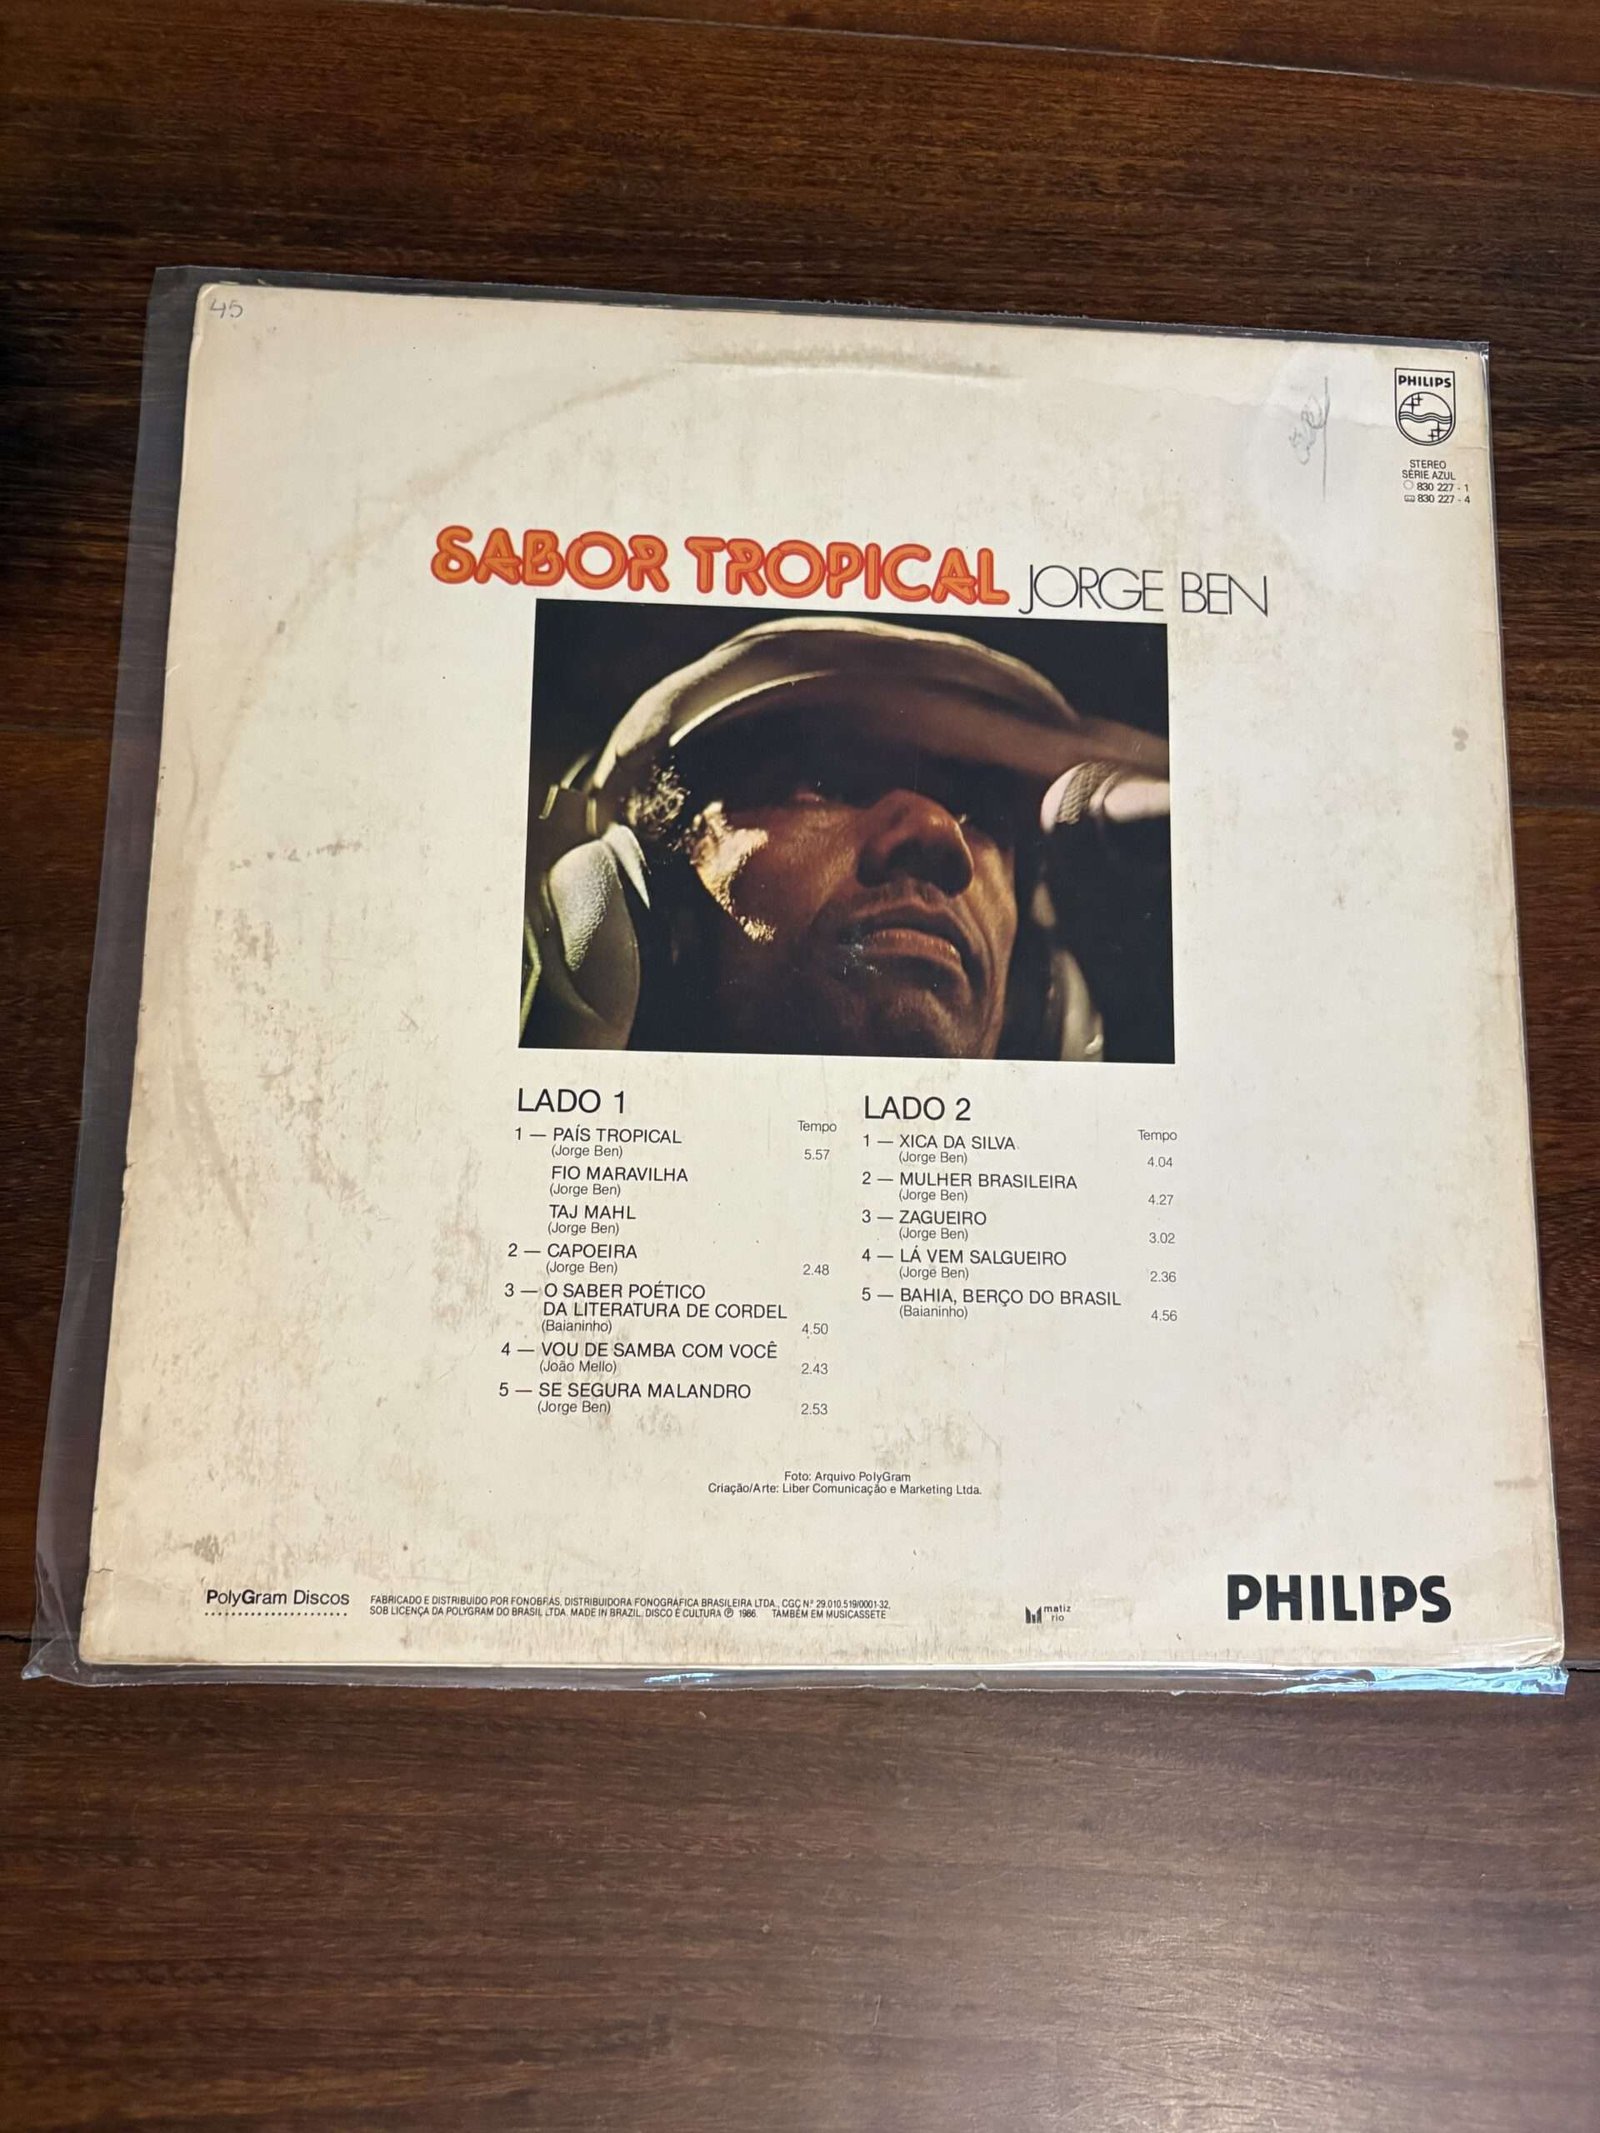 45
PHILIPS
STEREO
SÉRIE AZUL
830 227 - 1
830 227 - 4
SABOR TROPICAL JORGE BEN
LADO 1
Tempo
1 — PAÍS TROPICAL
(Jorge Ben) 5.57
FIO MARAVILHA
(Jorge Ben)
TAJ MAHL
(Jorge Ben)
2 — CAPOEIRA
(Jorge Ben) 2.48
3 — O SABER POÉTICO
DA LITERATURA DE CORDEL
(Baianinho) 4.50
4 — VOU DE SAMBA COM VOCÊ
(João Mello) 2.43
5 — SE SEGURA MALANDRO
(Jorge Ben) 2.53
LADO 2
Tempo
1 — XICA DA SILVA
(Jorge Ben) 4.04
2 — MULHER BRASILEIRA
(Jorge Ben) 4.27
3 — ZAGUEIRO
(Jorge Ben) 3.02
4 — LÁ VEM SALGUEIRO
(Jorge Ben) 2.36
5 — BAHIA, BERÇO DO BRASIL
(Baianinho) 4.56
Foto: Arquivo PolyGram
Criação/Arte: Liber Comunicação e Marketing Ltda.
PolyGram Discos
FABRICADO E DISTRIBUIDO POR FONOBRÁS, DISTRIBUIDORA FONOGRÁFICA BRASILEIRA LTDA., CGC N.º 29.010.519/0001-32,
SOB LICENÇA DA POLYGRAM DO BRASIL LTDA. MADE IN BRAZIL. DISCO É CULTURA ℗ 1986. TAMBÉM EM MUSICASSETE
matiz
rio
PHILIPS